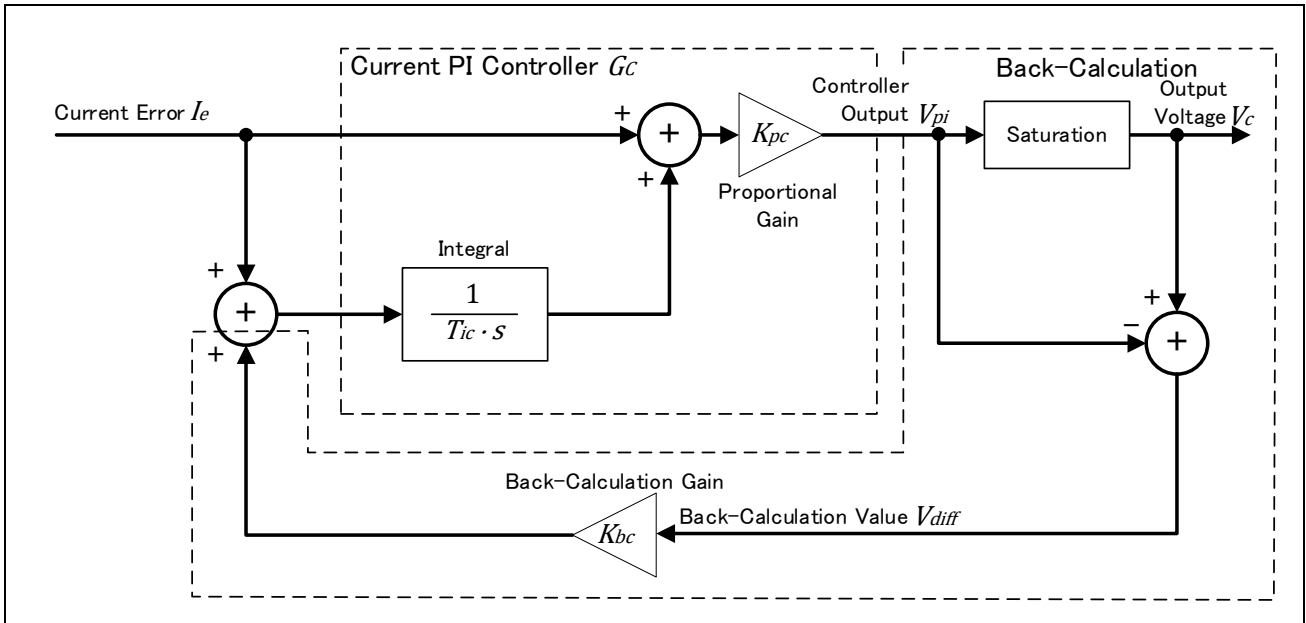 Current PI Controller Gc
Back-Calculation
Current Error Ie
Controller
Output Vpi
Output
Voltage Vc
+
+
+
Kpc
Saturation
Proportional
Gain
Integral
+
+
+
1
Tic · s
+
−
+
Back-Calculation Gain
Kbc
Back-Calculation Value Vdiff